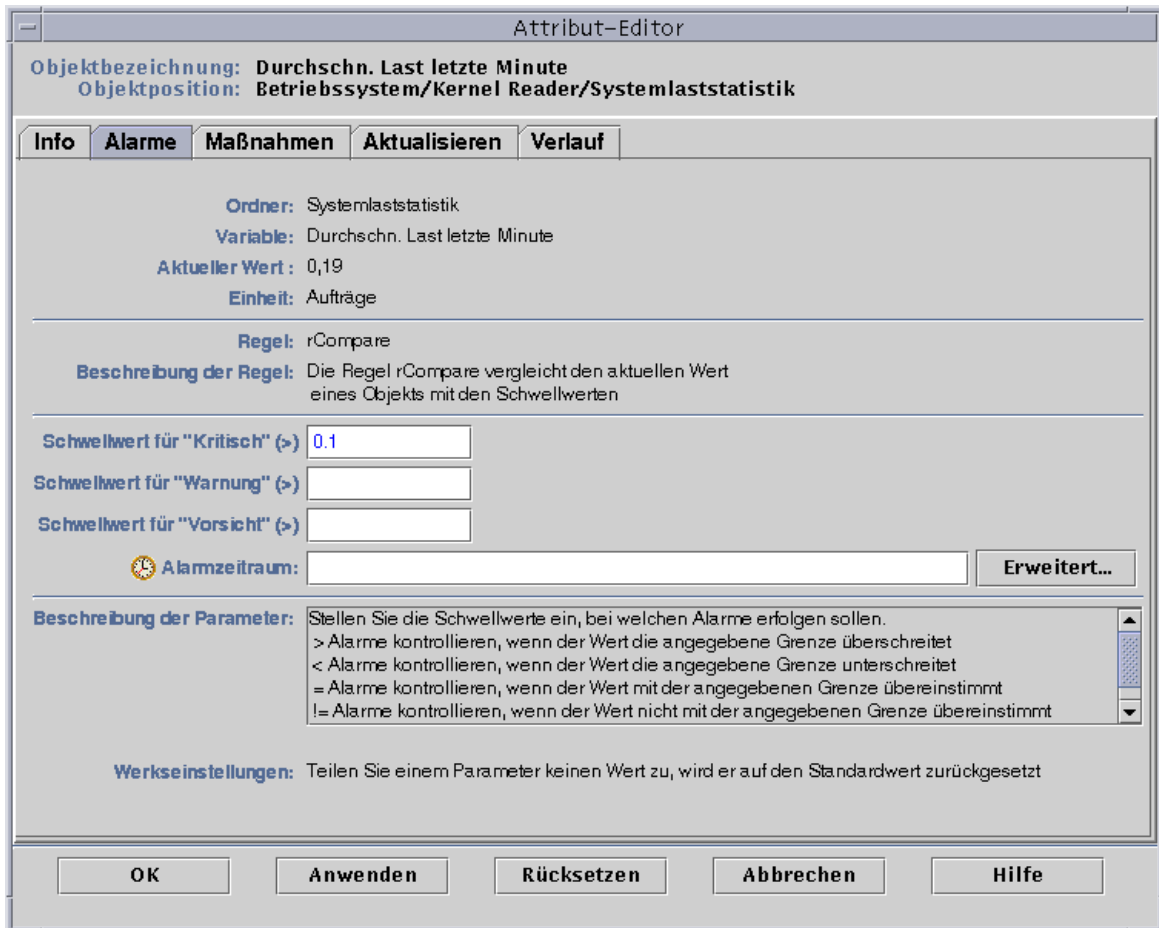 Attribut-Editor
Objektbezeichnung: Durchschn. Last letzte Minute
Objektposition: Betriebssystem/Kernel Reader/Systemlaststatistik
Info Alarme Maßnahmen Aktualisieren Verlauf
Ordner: Systemlaststatistik
Variable: Durchschn. Last letzte Minute
Aktueller Wert : 0,19
Einheit: Aufträge
Regel: rCompare
Beschreibung der Regel: Die Regel rCompare vergleicht den aktuellen Wert
eines Objekts mit den Schwellwerten
Schwellwert für "Kritisch" (>) 0.1
Schwellwert für "Warnung" (>)
Schwellwert für "Vorsicht" (>)
Alarmzeitraum: Erweitert...
Beschreibung der Parameter: Stellen Sie die Schwellwerte ein, bei welchen Alarme erfolgen sollen.
> Alarme kontrollieren, wenn der Wert die angegebene Grenze überschreitet
< Alarme kontrollieren, wenn der Wert die angegebene Grenze unterschreitet
= Alarme kontrollieren, wenn der Wert mit der angegebenen Grenze übereinstimmt
!= Alarme kontrollieren, wenn der Wert nicht mit der angegebenen Grenze übereinstimmt
Werkseinstellungen: Teilen Sie einem Parameter keinen Wert zu, wird er auf den Standardwert zurückgesetzt
OK Anwenden Rücksetzen Abbrechen Hilfe